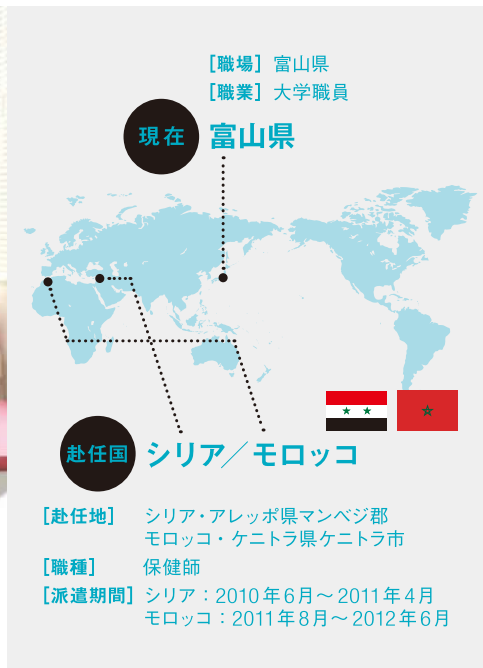 ［職場］富山県
［職業］大学職員
現在 富山県
赴任国 シリア／モロッコ
［赴任地］ シリア・アレッポ県マンベジ郡
モロッコ・ケニトラ県ケニトラ市
［職種］ 保健師
［派遣期間］シリア：2010年6月〜2011年4月
モロッコ：2011年8月〜2012年6月